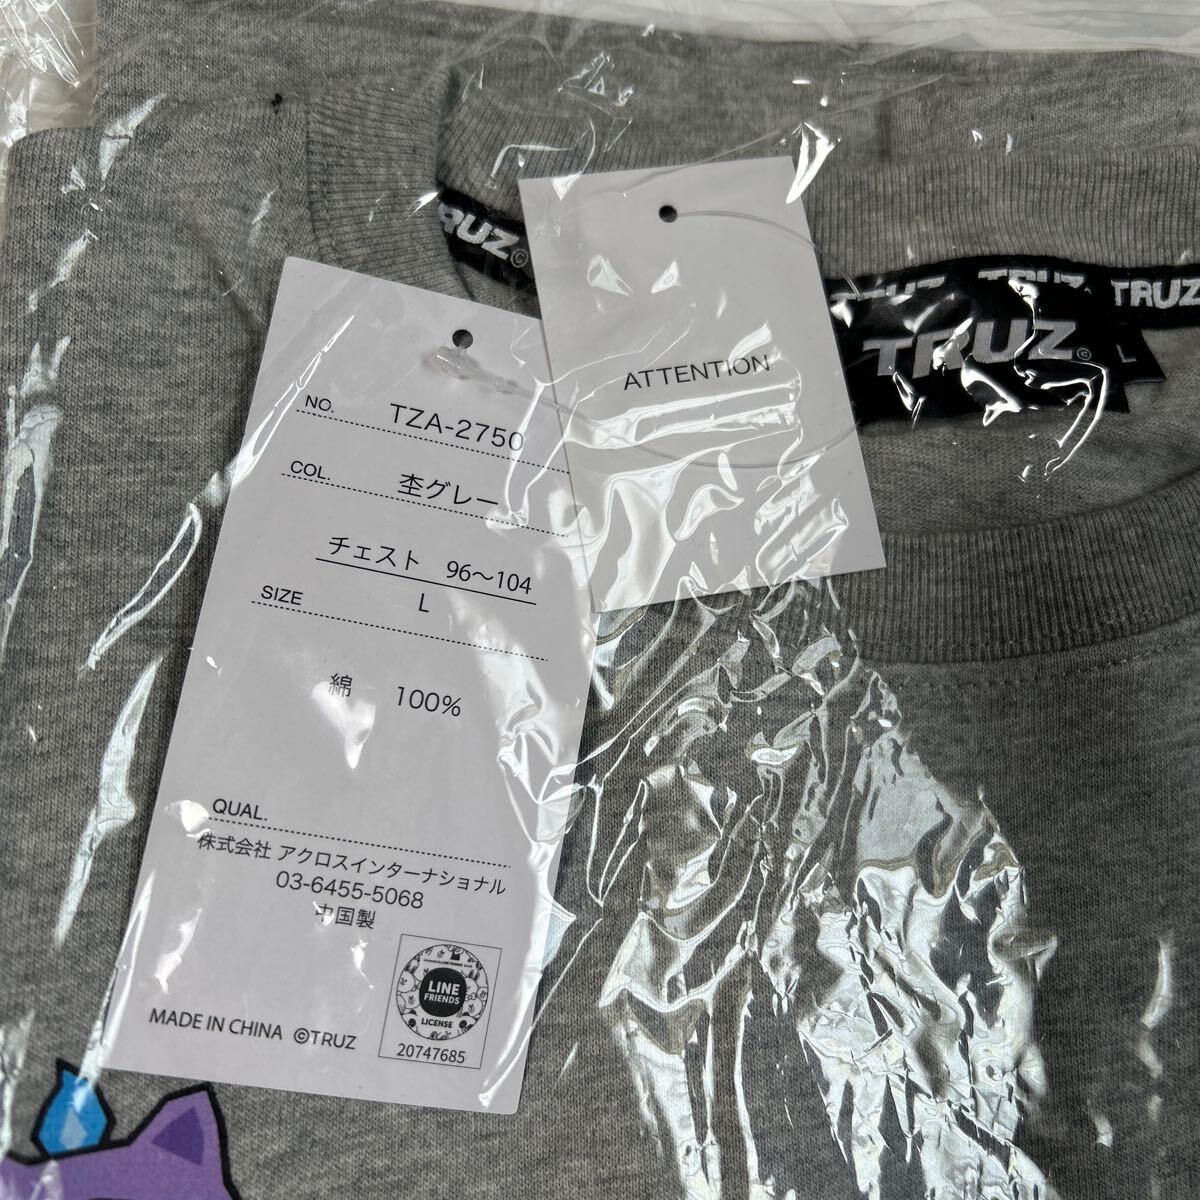 TRUZ©
TRUZ TRUZ TRUZ
TRUZ©
L
ATTENTION
NO. TZA-2750
COL. 杢グレー
チェスト 96～104
SIZE L
綿 100%
QUAL.
株式会社 アクロスインターナショナル
03-6455-5068
中国製
MADE IN CHINA ©TRUZ
LINE
FRIENDS
LICENSE
20747685